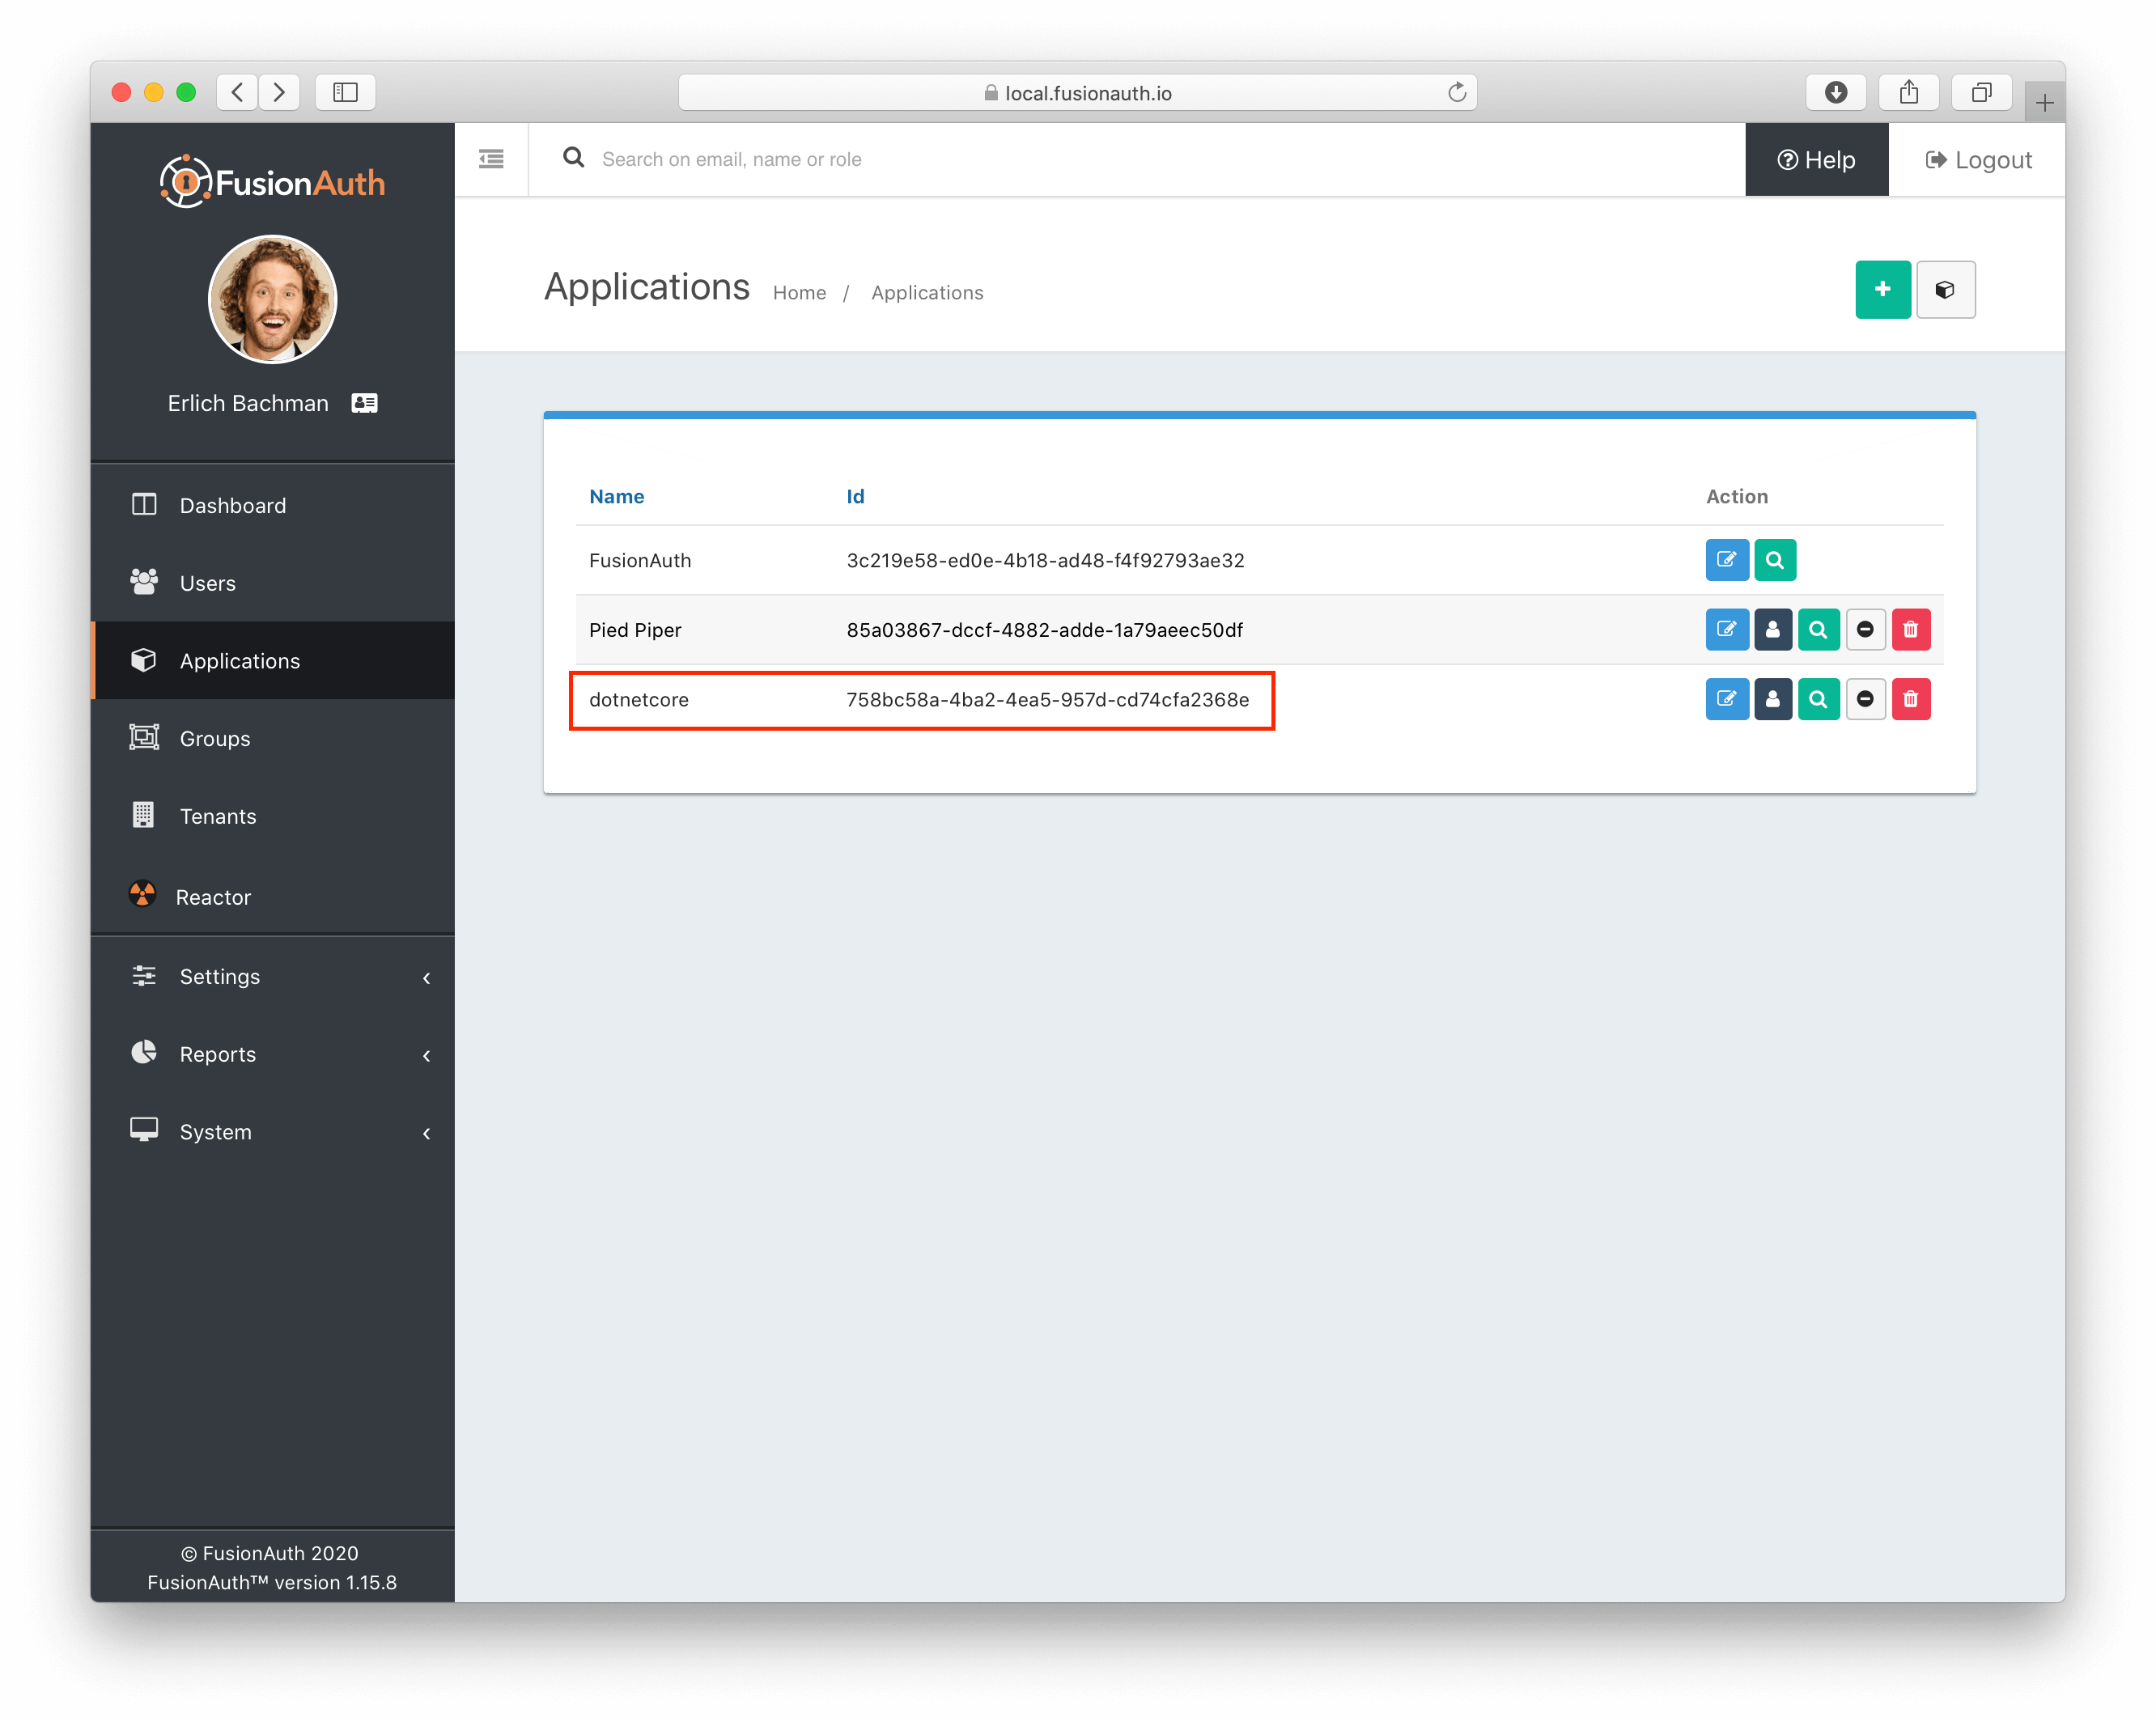 local.fusionauth.io
FusionAuth
Search on email, name or role
Help
Logout
Erlich Bachman
Applications
Home / Applications
Dashboard
Users
Applications
Groups
Tenants
Reactor
Settings
Reports
System
Name Id Action
FusionAuth 3c219e58-ed0e-4b18-ad48-f4f92793ae32
Pied Piper 85a03867-dccf-4882-adde-1a79aeec50df
dotnetcore 758bc58a-4ba2-4ea5-957d-cd74cfa2368e
© FusionAuth 2020
FusionAuth™ version 1.15.8